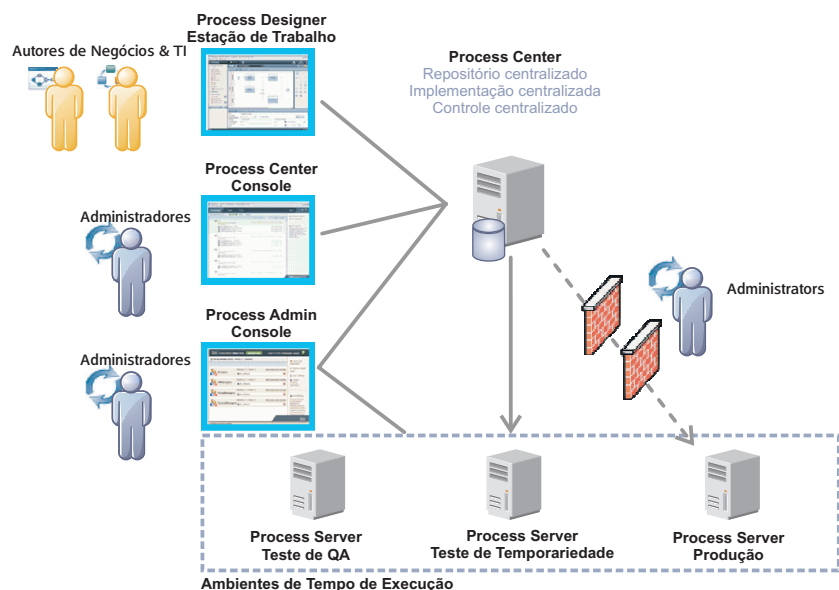 Process Designer
Estação de Trabalho
Autores de Negócios & TI
Process Center
Repositório centralizado
Implementação centralizada
Controle centralizado
Process Center
Console
Administradores
Administrators
Process Admin
Console
Administradores
Process Server
Teste de QA
Process Server
Teste de Temporariedade
Process Server
Produção
Ambientes de Tempo de Execução